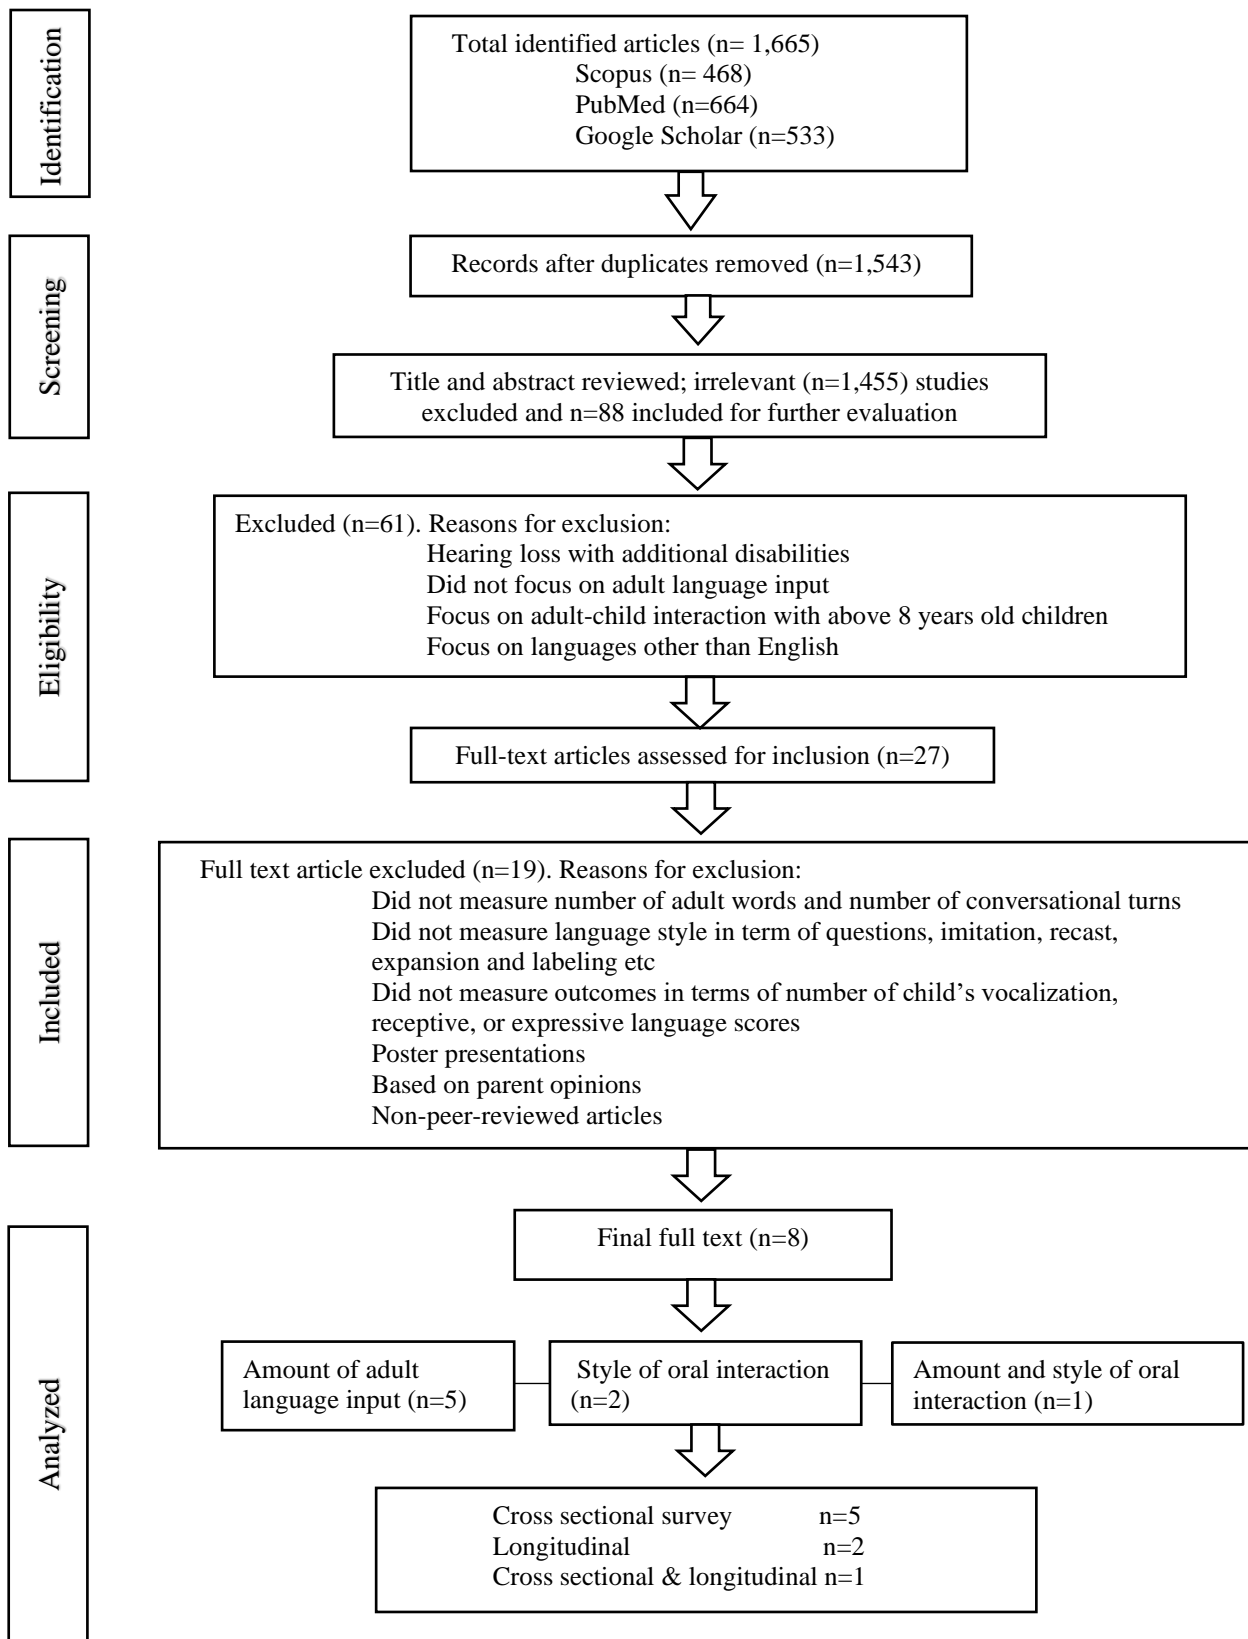 Identification
Total identified articles (n= 1,665)
Scopus (n= 468)
PubMed (n=664)
Google Scholar (n=533)
Screening
Records after duplicates removed (n=1,543)
Title and abstract reviewed; irrelevant (n=1,455) studies
excluded and n=88 included for further evaluation
Eligibility
Excluded (n=61). Reasons for exclusion:
Hearing loss with additional disabilities
Did not focus on adult language input
Focus on adult-child interaction with above 8 years old children
Focus on languages other than English
Full-text articles assessed for inclusion (n=27)
Included
Full text article excluded (n=19). Reasons for exclusion:
Did not measure number of adult words and number of conversational turns
Did not measure language style in term of questions, imitation, recast,
expansion and labeling etc
Did not measure outcomes in terms of number of child’s vocalization,
receptive, or expressive language scores
Poster presentations
Based on parent opinions
Non-peer-reviewed articles
Analyzed
Final full text (n=8)
Amount of adult
language input (n=5)
Style of oral interaction
(n=2)
Amount and style of oral
interaction (n=1)
Cross sectional survey n=5
Longitudinal n=2
Cross sectional & longitudinal n=1